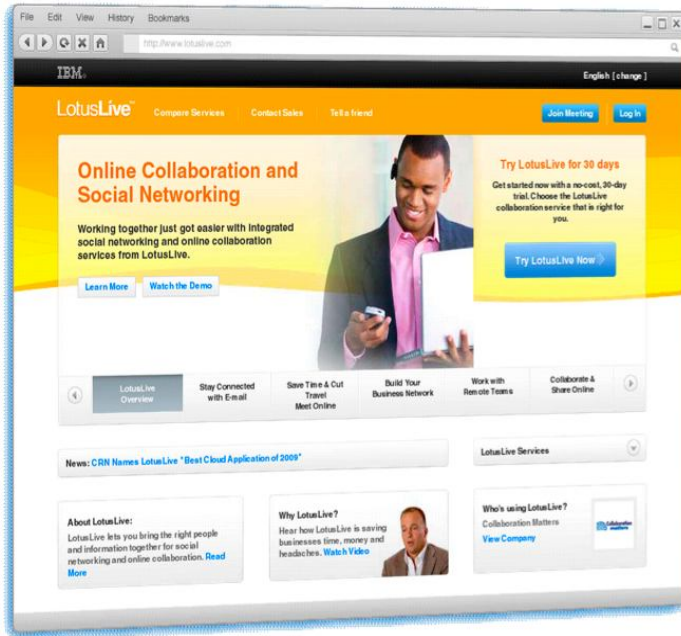 File Edit View History Bookmarks
http://www.lotuslive.com
IBM.
English [ change ]
LotusLive™ Compare Services Contact Sales Tell a friend Join Meeting Log In
Online Collaboration and
Social Networking
Working together just got easier with integrated
social networking and online collaboration
services from LotusLive.
Learn More Watch the Demo
Try LotusLive for 30 days
Get started now with a no-cost, 30-day
trial. Choose the LotusLive
collaboration service that is right for
you.
Try LotusLive Now
LotusLive
Overview
Stay Connected
with E-mail
Save Time & Cut
Travel
Meet Online
Build Your
Business Network
Work with
Remote Teams
Collaborate &
Share Online
News: CRN Names LotusLive "Best Cloud Application of 2009"
LotusLive Services
About LotusLive:
LotusLive lets you bring the right people
and information together for social
networking and online collaboration. Read
More
Why LotusLive?
Hear how LotusLive is saving
businesses time, money and
headaches. Watch Video
Who's using LotusLive?
Collaboration Matters
View Company
Collaboration
matters